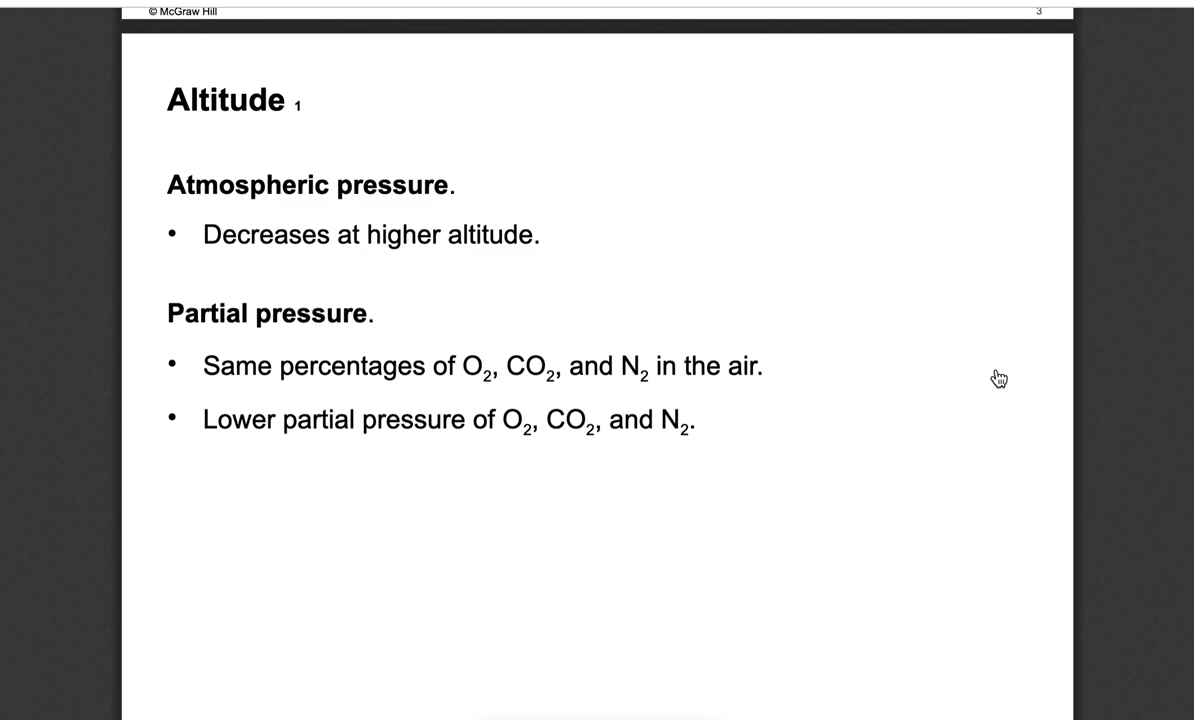 © McGraw Hill 3
Altitude 1
Atmospheric pressure.
• Decreases at higher altitude.
Partial pressure.
• Same percentages of O₂, CO₂, and N₂ in the air.
• Lower partial pressure of O₂, CO₂, and N₂.